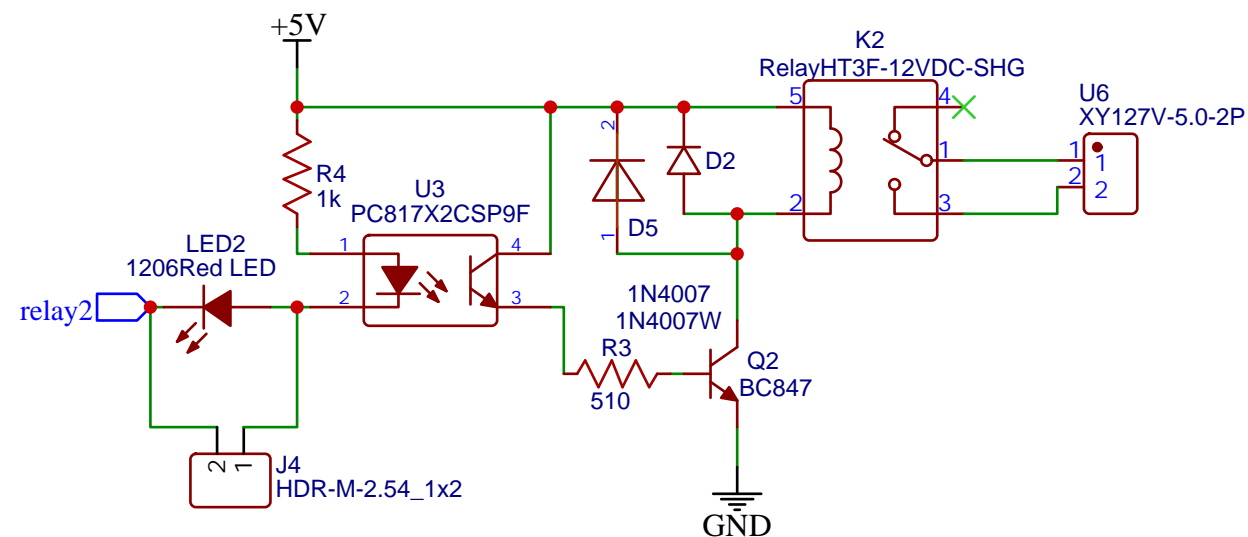 +5V
K2
RelayHT3F-12VDC-SHG
5
4
U6
XY127V-5.0-2P
2
R4
1k
U3
PC817X2CSP9F
D2
1
1
1
2
2
2
3
D5
1
LED2
1206Red LED
1
4
relay2
2
3
1N4007
1N4007W
R3
510
Q2
BC847
2
1
J4
HDR-M-2.54_1x2
GND